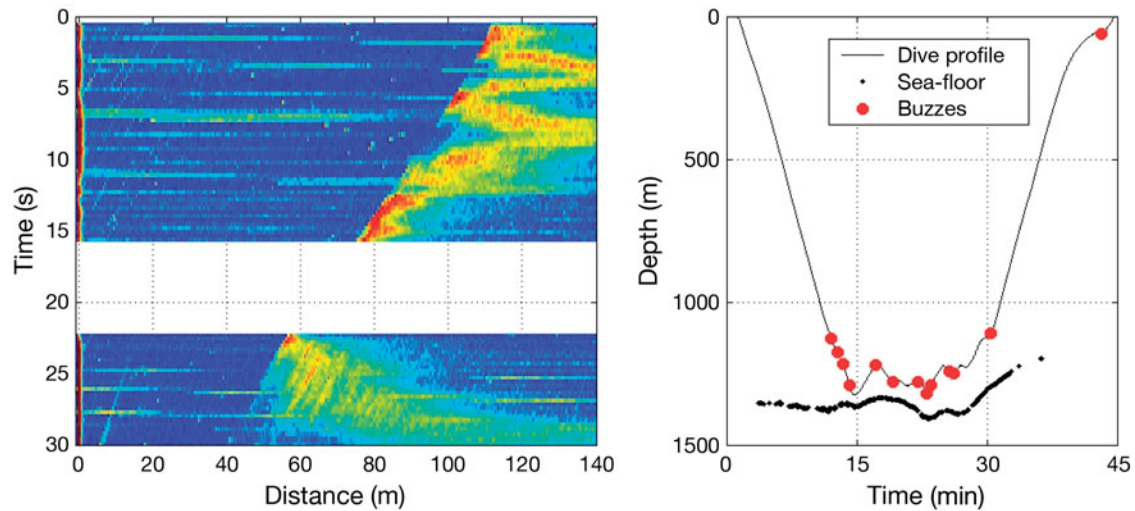 0
5
10
15
20
25
30
Time (s)
0 20 40 60 80 100 120 140
Distance (m)
0
500
1000
1500
Depth (m)
Dive profile
Sea-floor
Buzzes
0 15 30 45
Time (min)